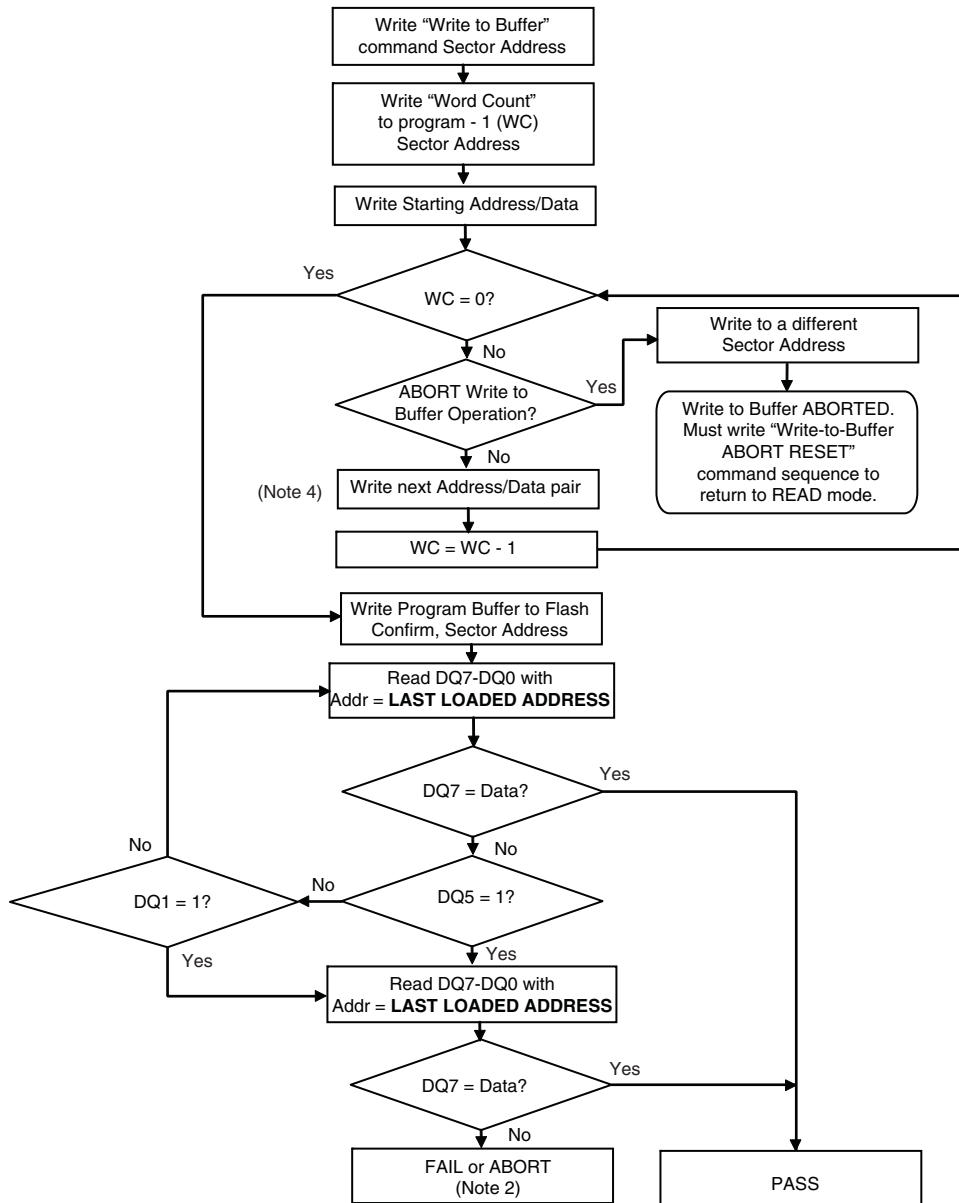 Write “Write to Buffer”
command Sector Address
Write “Word Count”
to program - 1 (WC)
Sector Address
Write Starting Address/Data
Yes
WC = 0?
No
Write to a different
Sector Address
ABORT Write to
Buffer Operation?
Yes
Write to Buffer ABORTED.
Must write “Write-to-Buffer
ABORT RESET”
command sequence to
return to READ mode.
No
(Note 4)
Write next Address/Data pair
WC = WC - 1
Write Program Buffer to Flash
Confirm, Sector Address
Read DQ7-DQ0 with
Addr = LAST LOADED ADDRESS
DQ7 = Data?
Yes
No
No
DQ1 = 1?
No
DQ5 = 1?
Yes
Yes
Read DQ7-DQ0 with
Addr = LAST LOADED ADDRESS
DQ7 = Data?
Yes
No
FAIL or ABORT
(Note 2)
PASS